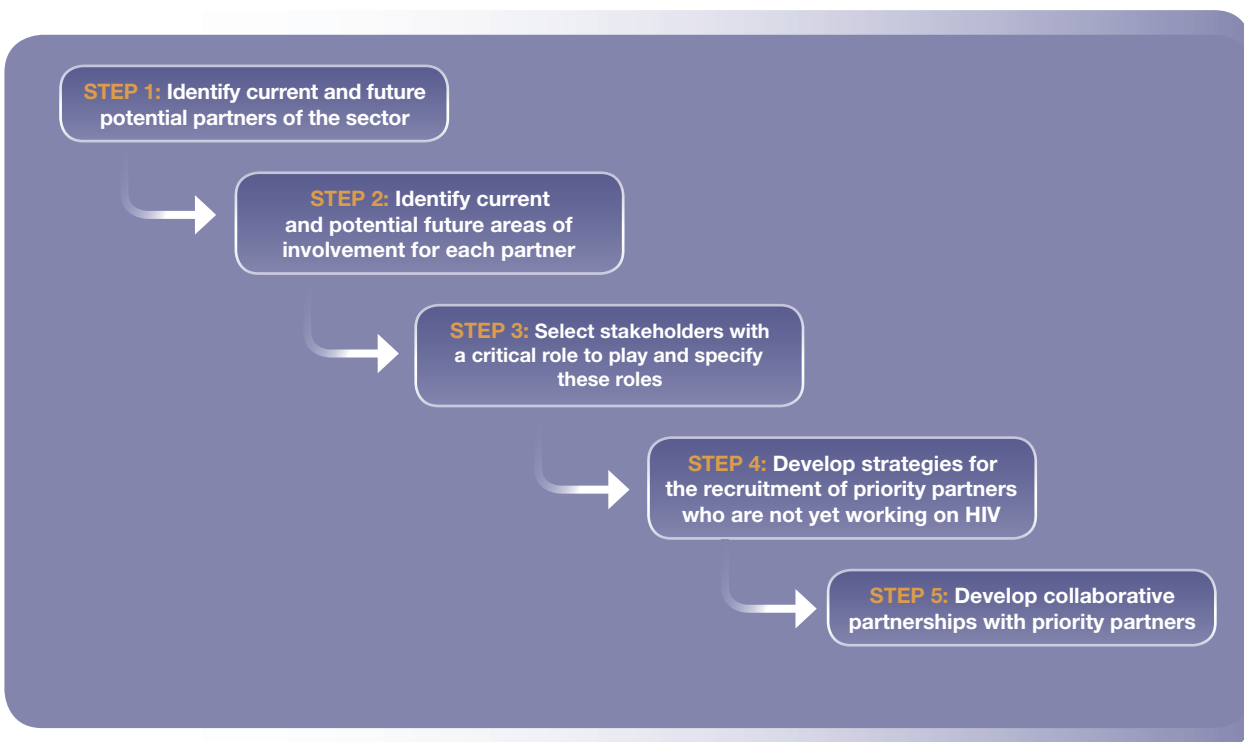 STEP 1: Identify current and future
potential partners of the sector
STEP 2: Identify current
and potential future areas of
involvement for each partner
STEP 3: Select stakeholders with
a critical role to play and specify
these roles
STEP 4: Develop strategies for
the recruitment of priority partners
who are not yet working on HIV
STEP 5: Develop collaborative
partnerships with priority partners